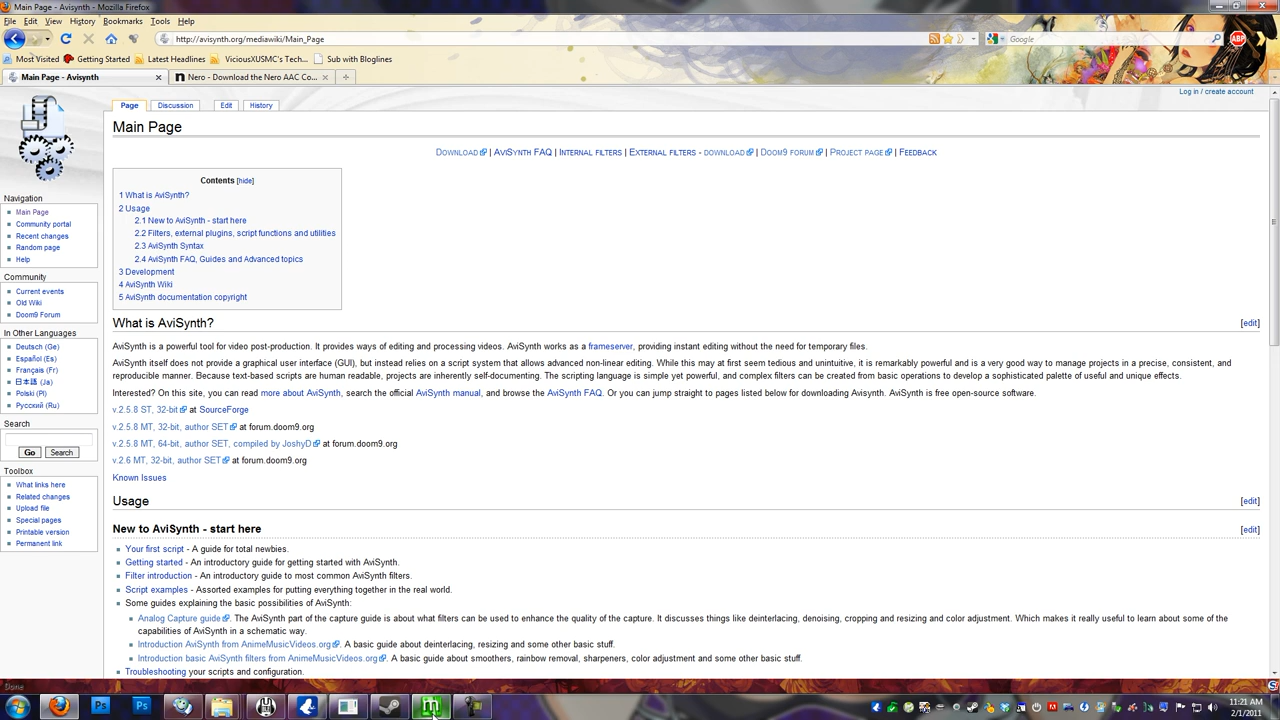 Main Page - Avisynth - Mozilla Firefox
File Edit View History Bookmarks Tools Help
http://avisynth.org/mediawiki/Main_Page
Google
ABP
Most Visited Getting Started Latest Headlines ViciousXUSMC's Tech... Sub with Bloglines
Main Page - Avisynth
Nero - Download the Nero AAC Co...
Log in / create account
Page Discussion Edit History
Main Page
DOWNLOAD | AVISYNTH FAQ | INTERNAL FILTERS | EXTERNAL FILTERS - DOWNLOAD | DOOM9 FORUM | PROJECT PAGE | FEEDBACK
Contents [hide]
1 What is AviSynth?
2 Usage
2.1 New to AviSynth - start here
2.2 Filters, external plugins, script functions and utilities
2.3 AviSynth Syntax
2.4 AviSynth FAQ, Guides and Advanced topics
3 Development
4 AviSynth Wiki
5 AviSynth documentation copyright
Navigation
Main Page
Community portal
Recent changes
Random page
Help
Community
Current events
Old Wiki
Doom9 Forum
In Other Languages
Deutsch (Ge)
Español (Es)
Français (Fr)
日本語 (Ja)
Polski (Pl)
Русский (Ru)
Search
Go Search
Toolbox
What links here
Related changes
Upload file
Special pages
Printable version
Permanent link
What is AviSynth?
[edit]
AviSynth is a powerful tool for video post-production. It provides ways of editing and processing videos. AviSynth works as a frameserver, providing instant editing without the need for temporary files.
AviSynth itself does not provide a graphical user interface (GUI), but instead relies on a script system that allows advanced non-linear editing. While this may at first seem tedious and unintuitive, it is remarkably powerful and is a very good way to manage projects in a precise, consistent, and
reproducible manner. Because text-based scripts are human readable, projects are inherently self-documenting. The scripting language is simple yet powerful, and complex filters can be created from basic operations to develop a sophisticated palette of useful and unique effects.
Interested? On this site, you can read more about AviSynth, search the official AviSynth manual, and browse the AviSynth FAQ. Or you can jump straight to pages listed below for downloading Avisynth. AviSynth is free open-source software.
v.2.5.8 ST, 32-bit at SourceForge
v.2.5.8 MT, 32-bit, author SET at forum.doom9.org
v.2.5.8 MT, 64-bit, author SET, compiled by JoshyD at forum.doom9.org
v.2.6 MT, 32-bit, author SET at forum.doom9.org
Known Issues
Usage
[edit]
New to AviSynth - start here
[edit]
Your first script - A guide for total newbies.
Getting started - An introductory guide for getting started with AviSynth.
Filter introduction - An introductory guide to most common AviSynth filters.
Script examples - Assorted examples for putting everything together in the real world.
Some guides explaining the basic possibilities of AviSynth:
Analog Capture guide. The AviSynth part of the capture guide is about what filters can be used to enhance the quality of the capture. It discusses things like deinterlacing, denoising, cropping and resizing and color adjustment. Which makes it really useful to learn about some of the
capabilities of AviSynth in a schematic way.
Introduction AviSynth from AnimeMusicVideos.org. A basic guide about deinterlacing, resizing and some other basic stuff.
Introduction basic AviSynth filters from AnimeMusicVideos.org. A basic guide about smoothers, rainbow removal, sharpeners, color adjustment and some other basic stuff.
Troubleshooting your scripts and configuration.
Done
Ps Ps m
11:21 AM
2/1/2011